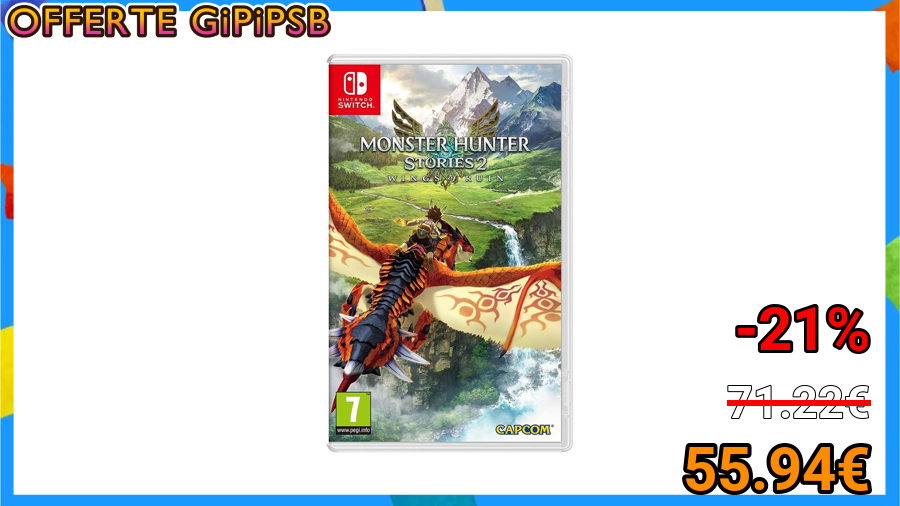 OFFERTE GiPiPSB
NINTENDO
SWITCH™
MONSTER HUNTER
STORIES 2
WINGS OF RUIN
7
www.pegi.info
CAPCOM
-21%
71.22€
55.94€